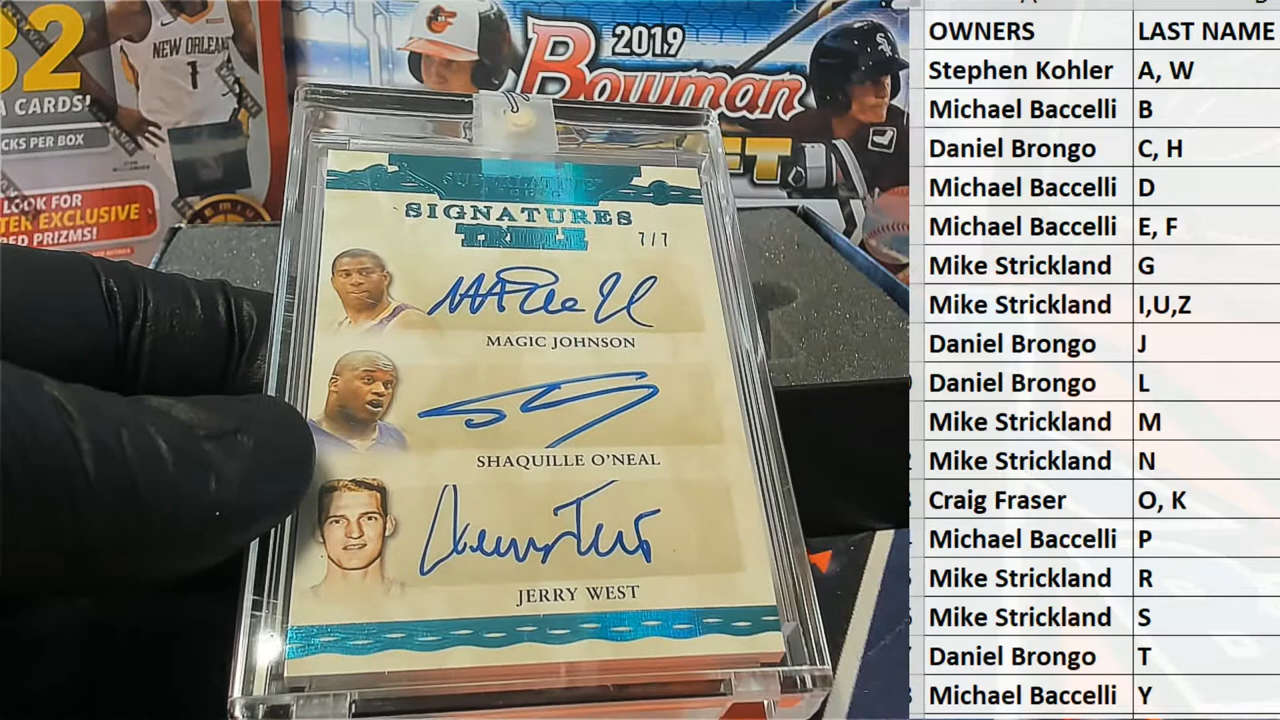 32
CARDS!
CKS PER BOX
LOOK FOR
EXCLUSIVE
ED PRIZMS!
NEW ORLEANS
1
2019
Bowman
SIGNATURES
TRIPLE
7/7
MAGIC JOHNSON
SHAQUILLE O'NEAL
JERRY WEST
OWNERS LAST NAME
Stephen Kohler A, W
Michael Baccelli B
Daniel Brongo C, H
Michael Baccelli D
Michael Baccelli E, F
Mike Strickland G
Mike Strickland I,U,Z
Daniel Brongo J
Daniel Brongo L
Mike Strickland M
Mike Strickland N
Craig Fraser O, K
Michael Baccelli P
Mike Strickland R
Mike Strickland S
Daniel Brongo T
Michael Baccelli Y